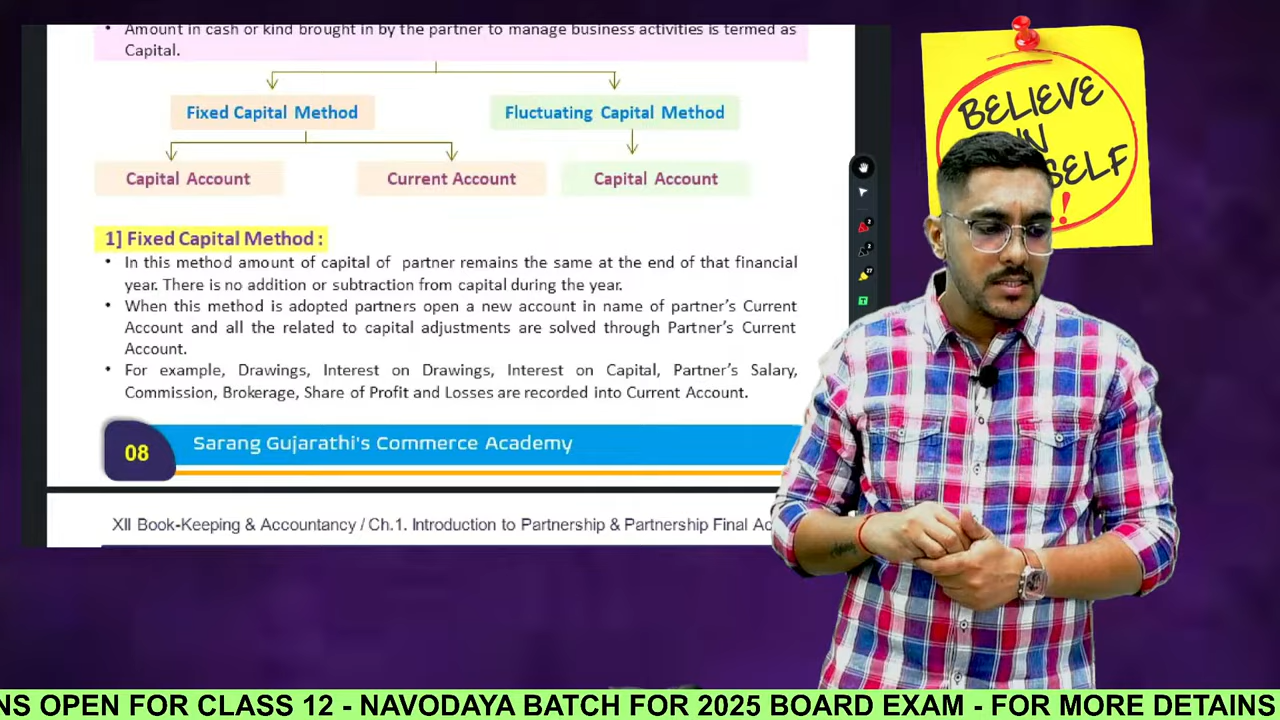 • Amount in cash or kind brought in by the partner to manage business activities is termed as
Capital.
Fixed Capital Method
Fluctuating Capital Method
Capital Account
Current Account
Capital Account
1] Fixed Capital Method :
• In this method amount of capital of partner remains the same at the end of that financial
year. There is no addition or subtraction from capital during the year.
• When this method is adopted partners open a new account in name of partner's Current
Account and all the related to capital adjustments are solved through Partner's Current
Account.
• For example, Drawings, Interest on Drawings, Interest on Capital, Partner's Salary,
Commission, Brokerage, Share of Profit and Losses are recorded into Current Account.
08
Sarang Gujarathi's Commerce Academy
XII Book-Keeping & Accountancy / Ch.1. Introduction to Partnership & Partnership Final
BELIEVE
NS OPEN FOR CLASS 12 - NAVODAYA BATCH FOR 2025 BOARD EXAM - FOR MORE DETAINS